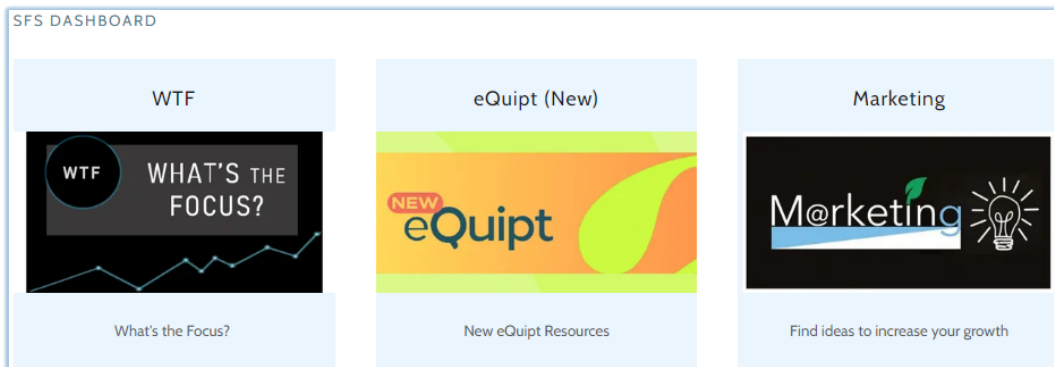 SFS DASHBOARD
WTF
WTF
WHAT'S THE
FOCUS?
What's the Focus?
eQuipt (New)
NEW
eQuipt
New eQuipt Resources
Marketing
M@rketing
Find ideas to increase your growth